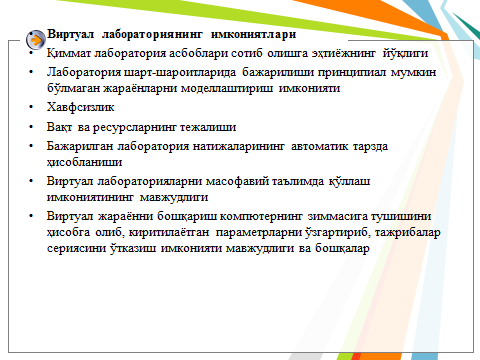 • Виртуал лабораториянинг имкониятлари
• Қиммат лаборатория асбоблари сотиб олишга эҳтиёжнинг йўқлиги
• Лаборатория шарт-шароитларида бажарилиши принципиал мумкин
бўлмаган жараёнларни моделлаштириш имконияти
• Хавфсизлик
• Вақт ва ресурсларнинг тежалиши
• Бажарилган лаборатория натижаларининг автоматик тарзда
ҳисобланиши
• Виртуал лабораторияларни масофавий таълимда қўллаш
имкониятининг мавжудлиги
• Виртуал жараённи бошқариш компютернинг зиммасига тушишини
ҳисобга олиб, киритилаётган параметрларни ўзгартириб, тажрибалар
сериясини ўтказиш имконияти мавжудлиги ва бошқалар